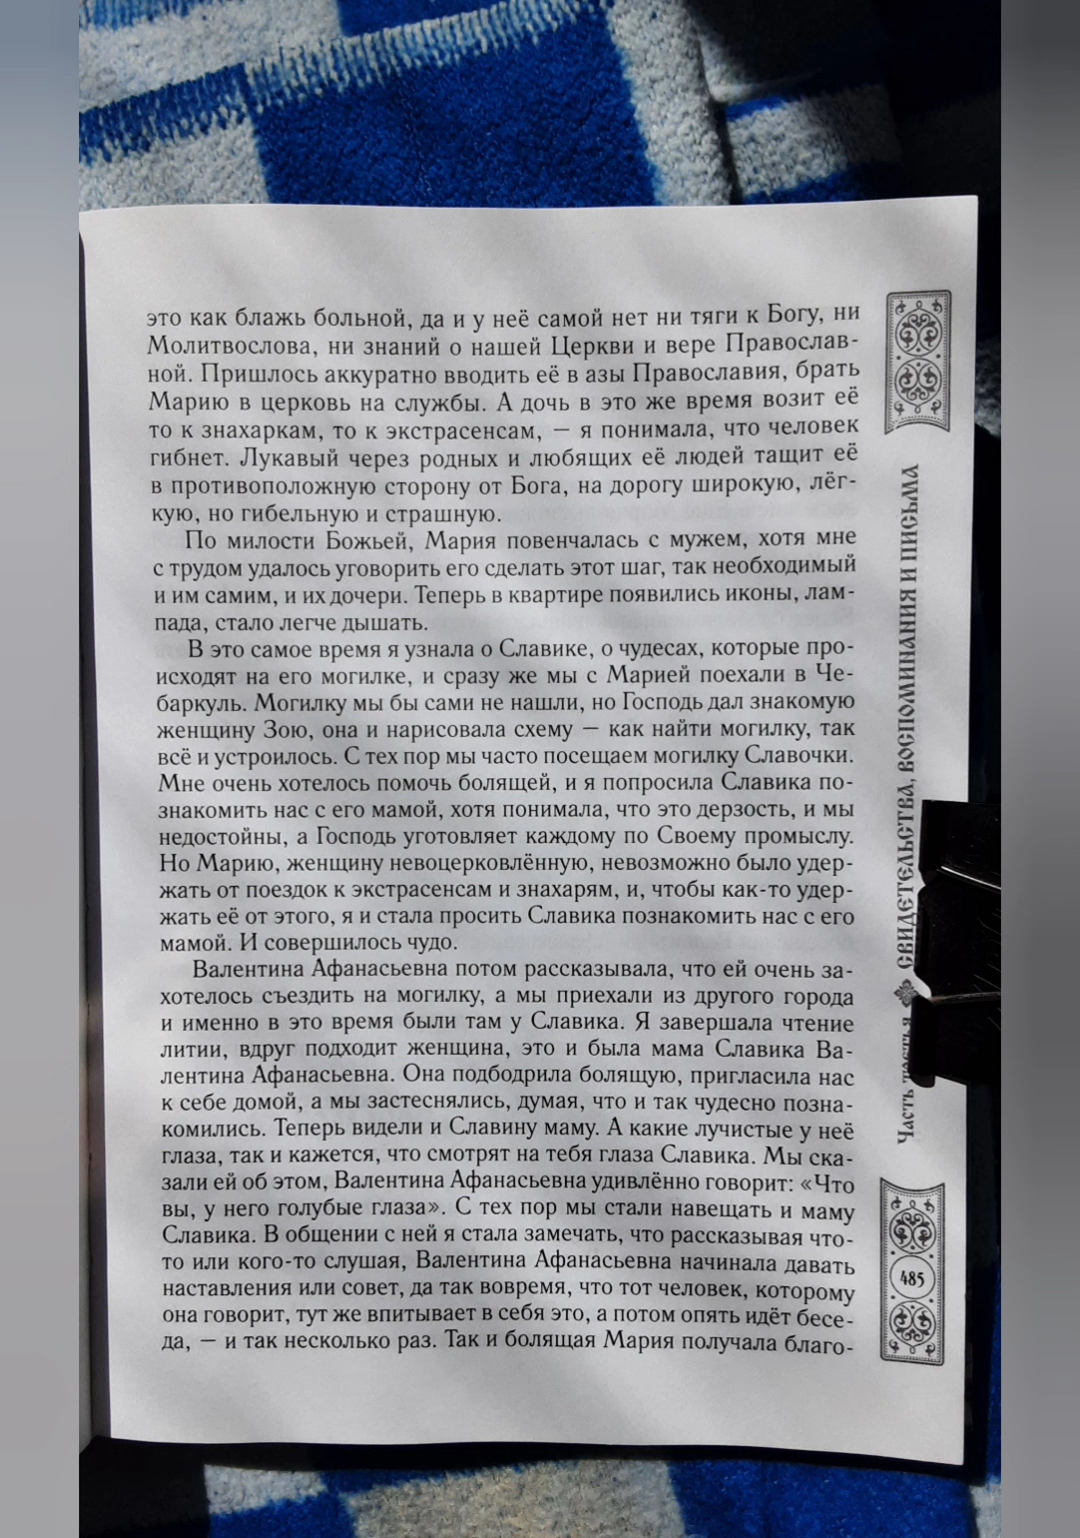 это как блажь больной, да и у неё самой нет ни тяги к Богу, ни
Молитвослова, ни знаний о нашей Церкви и вере Православ-
ной. Пришлось аккуратно вводить её в азы Православия, брать
Марию в церковь на службы. А дочь в это же время возит её
то к знахаркам, то к экстрасенсам, — я понимала, что человек
гибнет. Лукавый через родных и любящих её людей тащит её
в противоположную сторону от Бога, на дорогу широкую, лёг-
кую, но гибельную и страшную.
По милости Божьей, Мария повенчалась с мужем, хотя мне
с трудом удалось уговорить его сделать этот шаг, так необходимый
и им самим, и их дочери. Теперь в квартире появились иконы, лам-
пада, стало легче дышать.
В это самое время я узнала о Славике, о чудесах, которые про-
исходят на его могилке, и сразу же мы с Марией поехали в Че-
баркуль. Могилку мы бы сами не нашли, но Господь дал знакомую
женщину Зою, она и нарисовала схему — как найти могилку, так
всё и устроилось. С тех пор мы часто посещаем могилку Славочки.
Мне очень хотелось помочь болящей, и я попросила Славика по-
знакомить нас с его мамой, хотя понимала, что это дерзость, и мы
недостойны, а Господь уготовляет каждому по Своему промыслу.
Но Марию, женщину невоцерковлённую, невозможно было удер-
жать от поездок к экстрасенсам и знахарям, и, чтобы как-то удер-
жать её от этого, я и стала просить Славика познакомить нас с его
мамой. И совершилось чудо.
Валентина Афанасьевна потом рассказывала, что ей очень за-
хотелось съездить на могилку, а мы приехали из другого города
и именно в это время были там у Славика. Я завершала чтение
литии, вдруг подходит женщина, это и была мама Славика Ва-
лентина Афанасьевна. Она подбодрила болящую, пригласила нас
к себе домой, а мы застеснялись, думая, что и так чудесно позна-
комились. Теперь видели и Славину маму. А какие лучистые у неё
глаза, так и кажется, что смотрят на тебя глаза Славика. Мы ска-
зали ей об этом, Валентина Афанасьевна удивлённо говорит: «Что
вы, у него голубые глаза». С тех пор мы стали навещать и маму
Славика. В общении с ней я стала замечать, что рассказывая что-
то или кого-то слушая, Валентина Афанасьевна начинала давать
наставления или совет, да так вовремя, что тот человек, которому
она говорит, тут же впитывает в себя это, а потом опять идёт бесе-
да, — и так несколько раз. Так и болящая Мария получала благо-
Часть третья СВИДЕТЕЛЬСТВА, ВОСПОМИНАНИЯ И ПИСЬМА
485